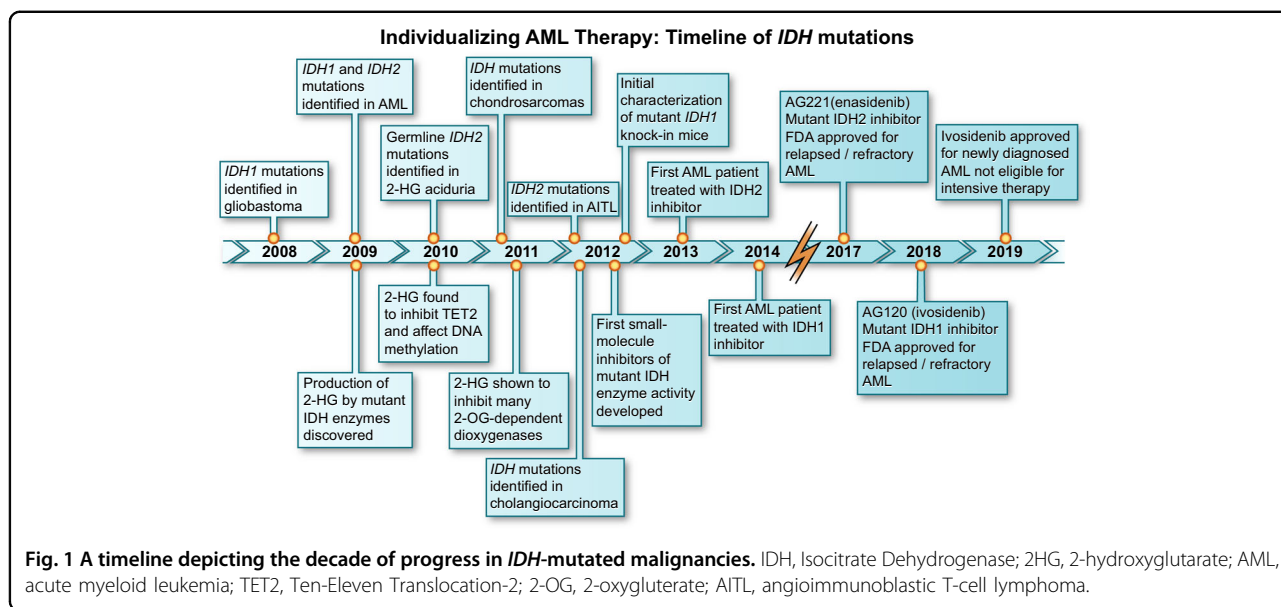 Individualizing AML Therapy: Timeline of IDH mutations
IDH1 and IDH2
mutations
identified in AML
IDH mutations
identified in
chondrosarcomas
Initial
characterization
of mutant IDH1
knock-in mice
AG221(enasidenib)
Mutant IDH2 inhibitor
FDA approved for
relapsed / refractory
AML
Ivosidenib approved
for newly diagnosed
AML not eligible for
intensive therapy
IDH1 mutations
identified in
gliobastoma
Germline IDH2
mutations
identified in
2-HG aciduria
IDH2 mutations
identified in AITL
First AML patient
treated with IDH2
inhibitor
2008 2009 2010 2011 2012 2013 2014 2017 2018 2019
Production of
2-HG by mutant
IDH enzymes
discovered
2-HG found
to inhibit TET2
and affect DNA
methylation
2-HG shown to
inhibit many
2-OG-dependent
dioxygenases
IDH mutations
identified in
cholangiocarcinoma
First small-
molecule
inhibitors of
mutant IDH
enzyme activity
developed
First AML patient
treated with IDH1
inhibitor
AG120 (ivosidenib)
Mutant IDH1 inhibitor
FDA approved for
relapsed / refractory
AML
Fig. 1 A timeline depicting the decade of progress in IDH-mutated malignancies. IDH, Isocitrate Dehydrogenase; 2HG, 2-hydroxyglutarate; AML,
acute myeloid leukemia; TET2, Ten-Eleven Translocation-2; 2-OG, 2-oxygluterate; AITL, angioimmunoblastic T-cell lymphoma.